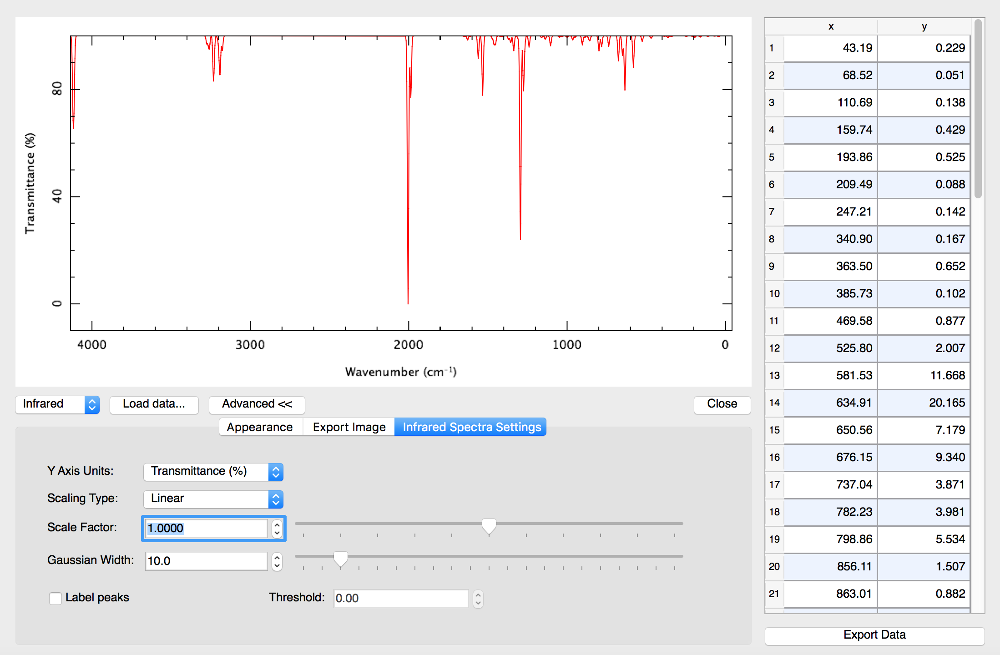 80
40
0
Transmittance (%)
4000 3000 2000 1000 0
Wavenumber (cm⁻¹)
Infrared Load data... Advanced << Close
Appearance Export Image Infrared Spectra Settings
Y Axis Units: Transmittance (%)
Scaling Type: Linear
Scale Factor: 1.0000
Gaussian Width: 10.0
Label peaks Threshold: 0.00
x y
1 43.19 0.229
2 68.52 0.051
3 110.69 0.138
4 159.74 0.429
5 193.86 0.525
6 209.49 0.088
7 247.21 0.142
8 340.90 0.167
9 363.50 0.652
10 385.73 0.102
11 469.58 0.877
12 525.80 2.007
13 581.53 11.668
14 634.91 20.165
15 650.56 7.179
16 676.15 9.340
17 737.04 3.871
18 782.23 3.981
19 798.86 5.534
20 856.11 1.507
21 863.01 0.882
Export Data